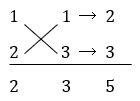 1 1 → 2
2 3 → 3
2 3 5